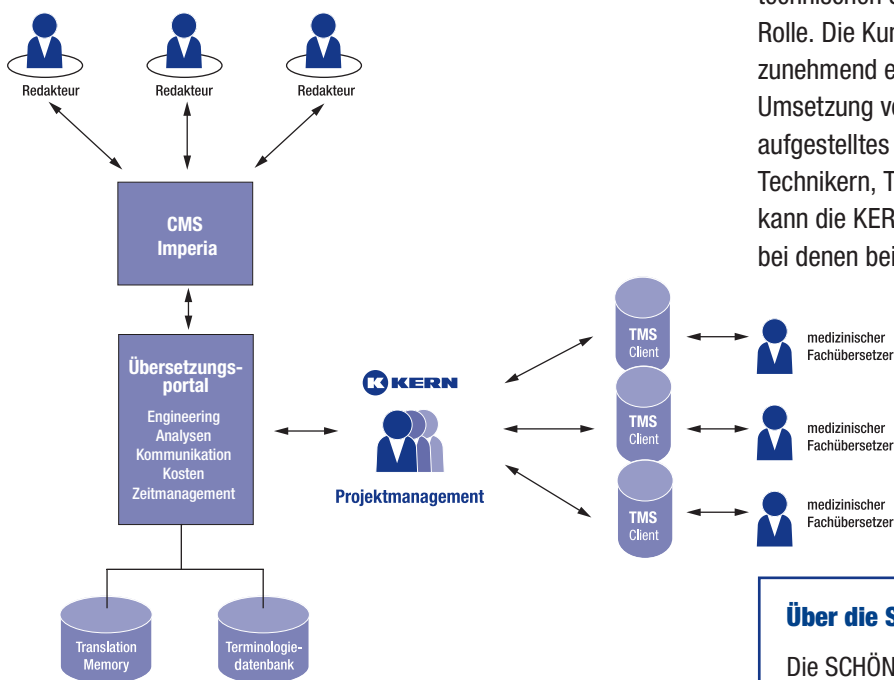 Redakteur
Redakteur
Redakteur
CMS
Imperia
Übersetzungs-
portal
Engineering
Analysen
Kommunikation
Kosten
Zeitmanagement
Translation
Memory
Terminologie-
datenbank
K KERN
Projektmanagement
TMS
Client
TMS
Client
TMS
Client
medizinischer
Fachübersetzer
medizinischer
Fachübersetzer
medizinischer
Fachübersetzer
technischen
Rolle. Die Kun
zunehmend e
Umsetzung v
aufgestelltes
Technikern, T
kann die KER
bei denen bei
Über die S
Die SCHÖN